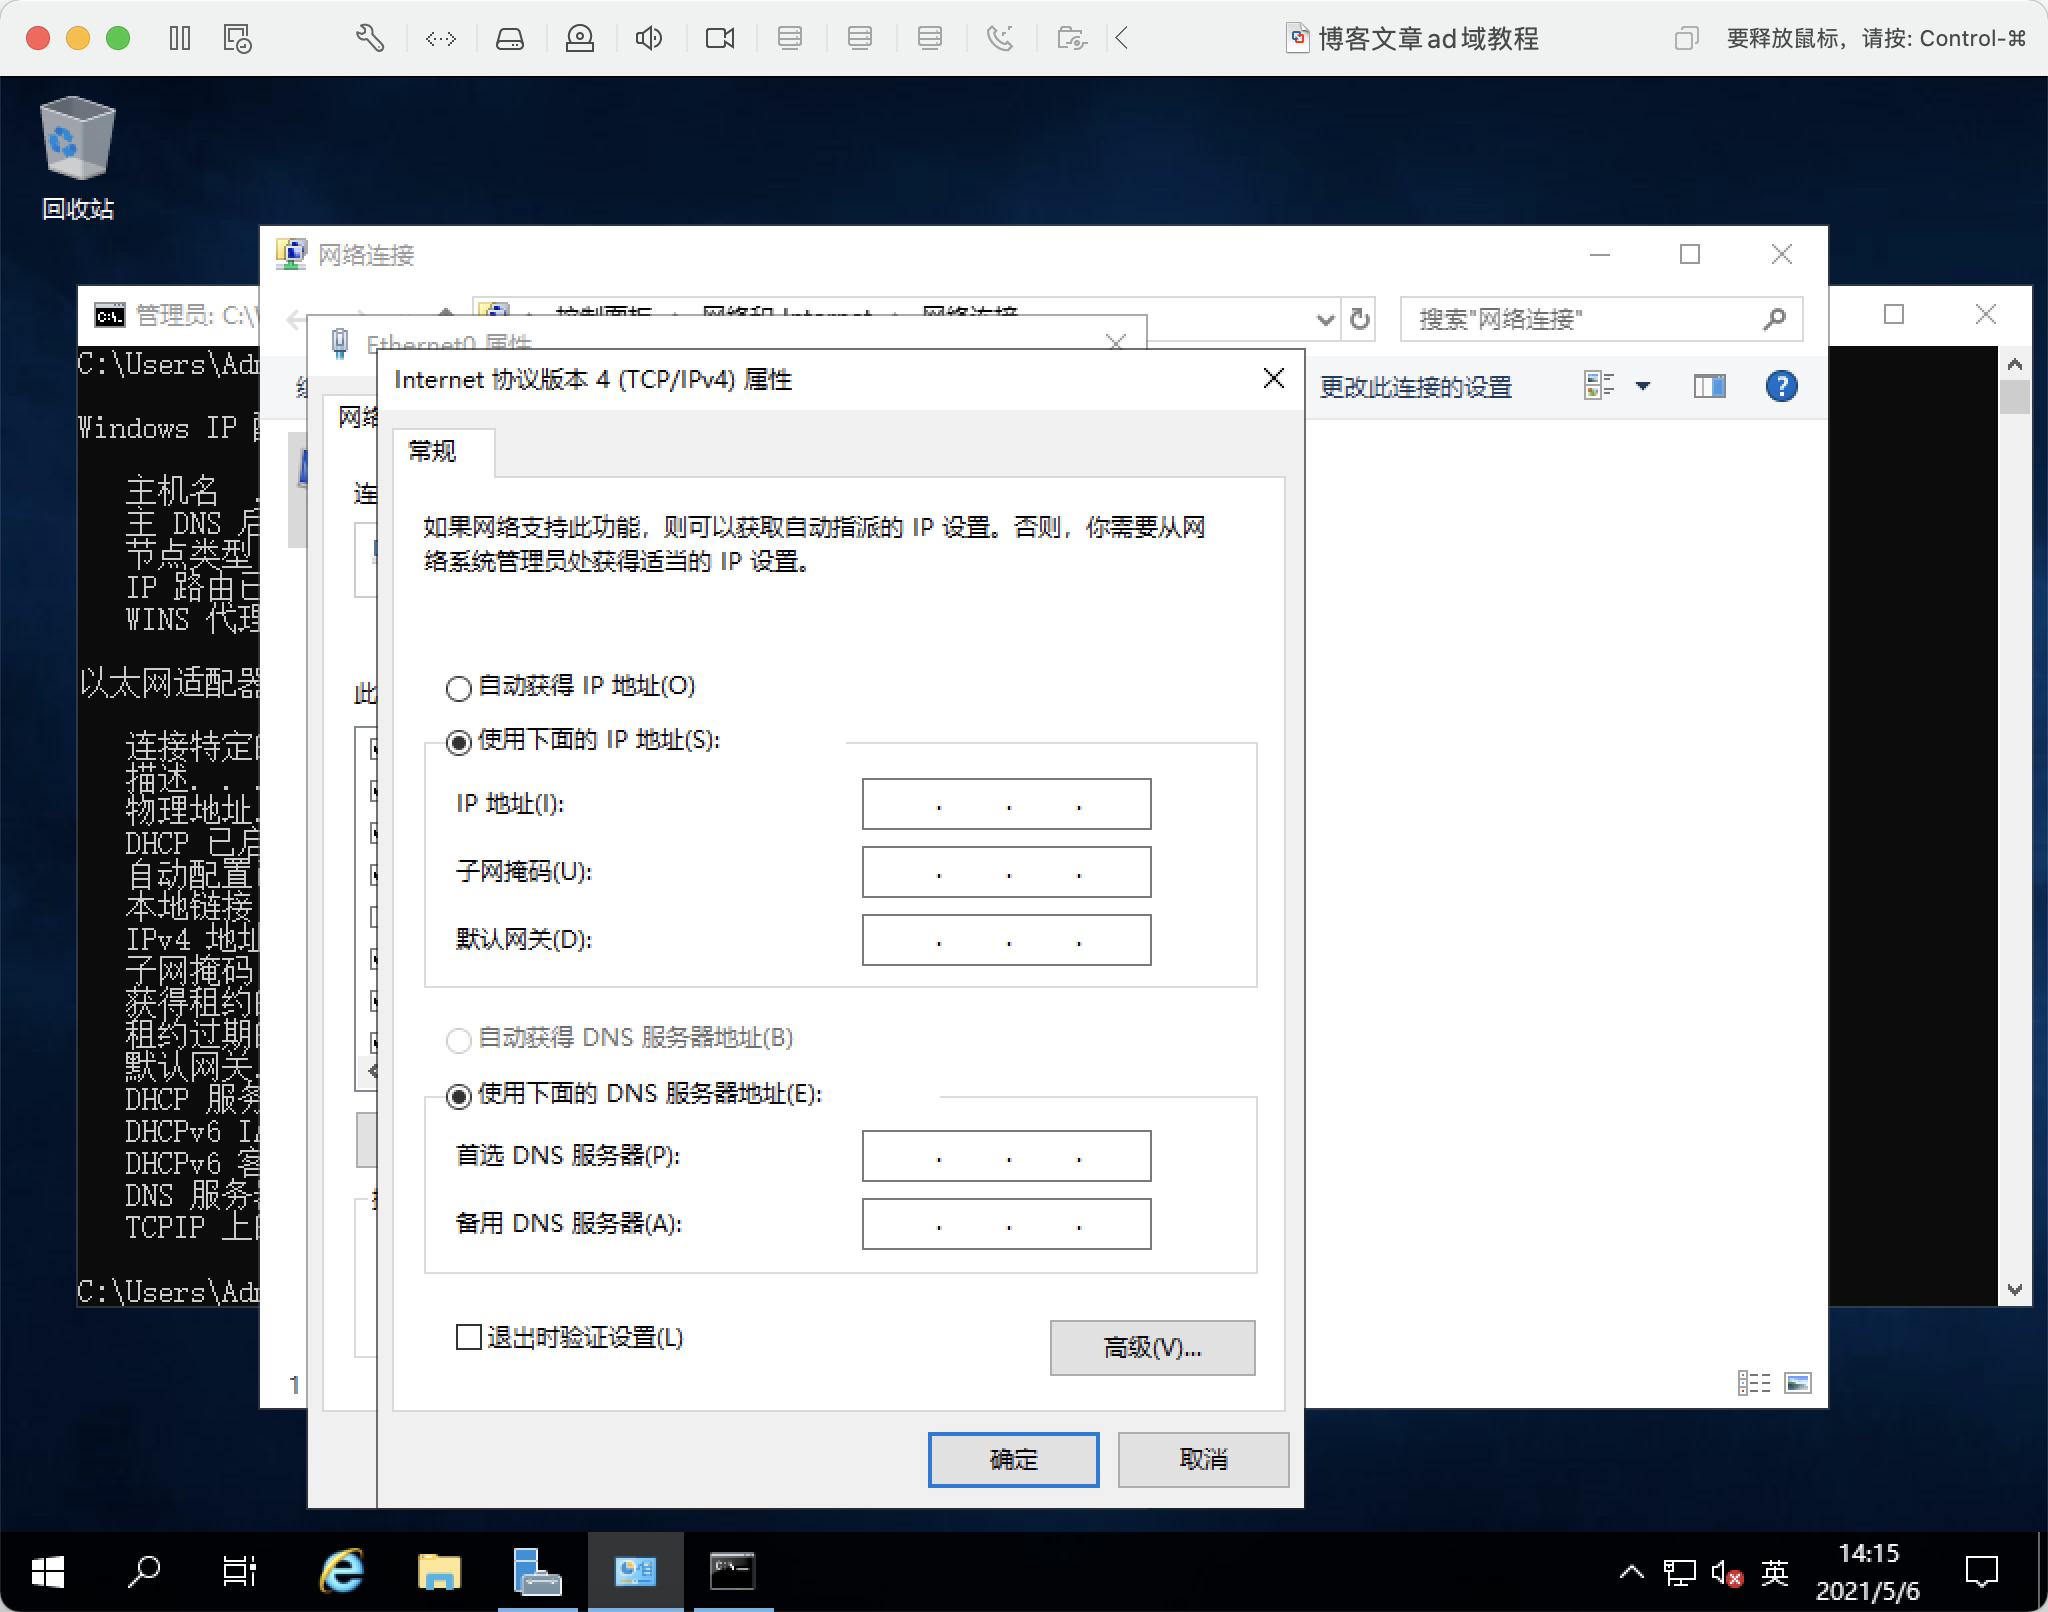 博客文章ad域教程
要释放鼠标，请按: Control-⌘
回收站
网络连接
管理员: C:\
控制面板
网络和 Internet
网络连接
搜索"网络连接"
Ethernet0 属性
更改此连接的设置
Internet 协议版本 4 (TCP/IPv4) 属性
常规
如果网络支持此功能，则可以获取自动指派的 IP 设置。否则，你需要从网
络系统管理员处获得适当的 IP 设置。
自动获得 IP 地址(O)
使用下面的 IP 地址(S):
IP 地址(I):
. . .
子网掩码(U):
. . .
默认网关(D):
. . .
自动获得 DNS 服务器地址(B)
使用下面的 DNS 服务器地址(E):
首选 DNS 服务器(P):
. . .
备用 DNS 服务器(A):
. . .
退出时验证设置(L)
高级(V)...
确定
取消
网络
连
此
C:\Users\Adm
Windows IP
主机名 .
主 DNS 后
节点类型
IP 路由已
WINS 代理
以太网适配器
连接特定
描述. . .
物理地址.
DHCP 已启
自动配置
本地链接
IPv4 地址
子网掩码
获得租约的
租约过期的
默认网关.
DHCP 服务
DHCPv6 IA
DHCPv6 客
DNS 服务
TCPIP 上的
C:\Users\Adm
1
英
14:15
2021/5/6